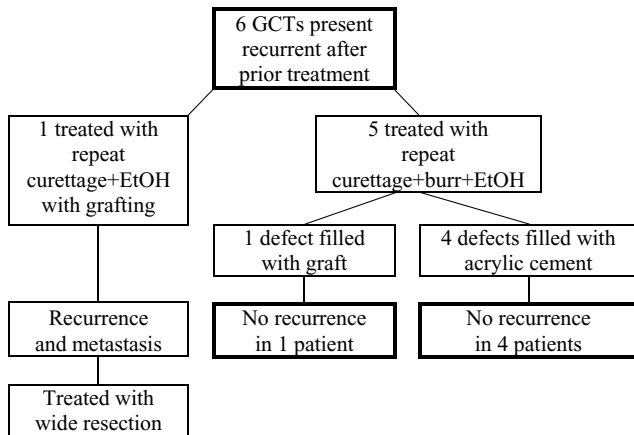 6 GCTs present
recurrent after
prior treatment
1 treated with
repeat
curettage+EtOH
with grafting
5 treated with
repeat
curettage+burr+EtOH
1 defect filled
with graft
4 defects filled with
acrylic cement
Recurrence
and metastasis
No recurrence
in 1 patient
No recurrence
in 4 patients
Treated with
wide resection